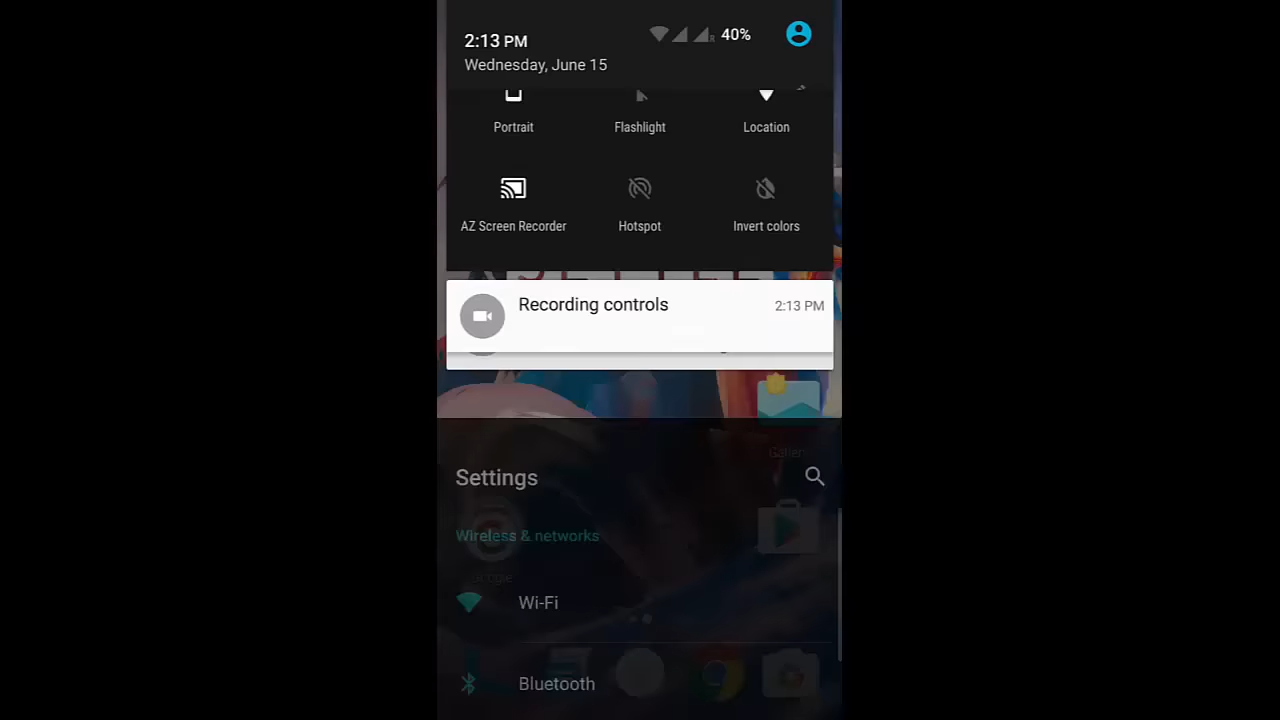 2:13 PM
40%
Wednesday, June 15
Portrait
Flashlight
Location
AZ Screen Recorder
Hotspot
Invert colors
Recording controls
2:13 PM
Settings
Wireless & networks
Google
Wi-Fi
Bluetooth